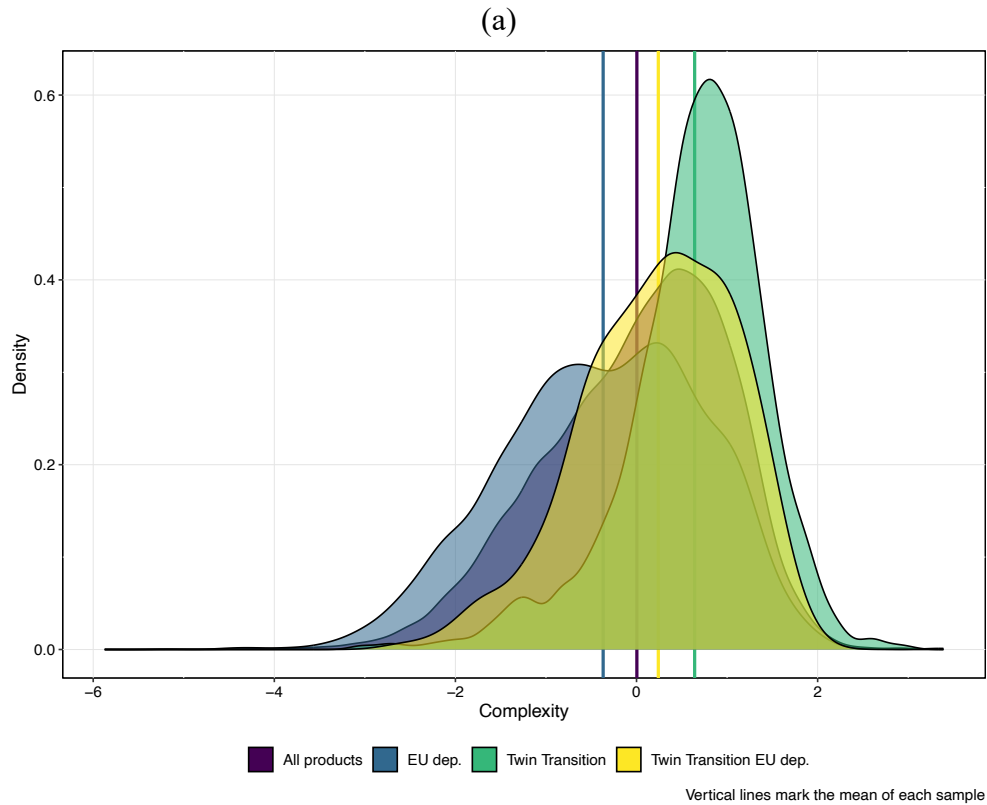 (a)
0.6
0.4
0.2
0.0
Density
−6 −4 −2 0 2
Complexity
All products EU dep. Twin Transition Twin Transition EU dep.
Vertical lines mark the mean of each sample